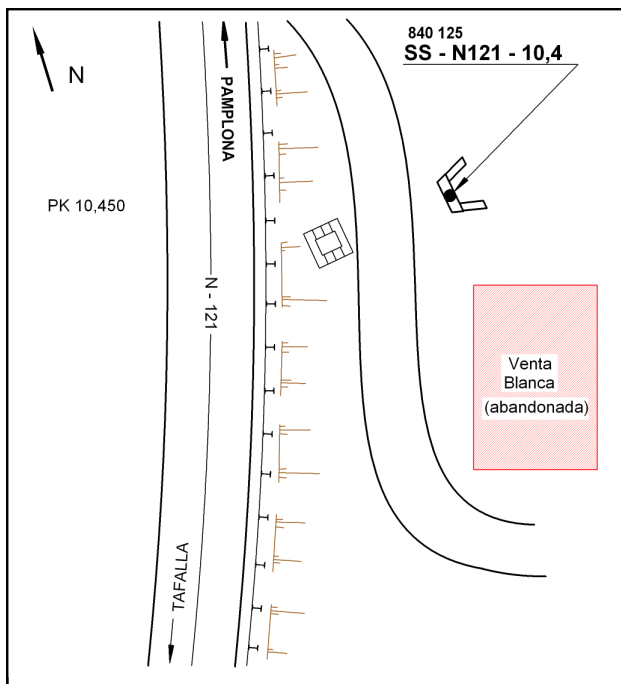 840 125
SS - N121 - 10,4
N
PAMPLONA
PK 10,450
N - 121
Venta
Blanca
(abandonada)
TAFALLA